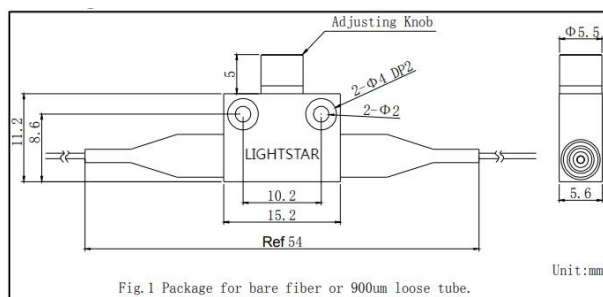 Adjusting Knob
Φ5.5
5
2-Φ4 DP2
2-Φ2
11.2
8.6
LIGHTSTAR
10.2
15.2
5.6
Ref 54
Unit:mm
Fig.1 Package for bare fiber or 900um loose tube.